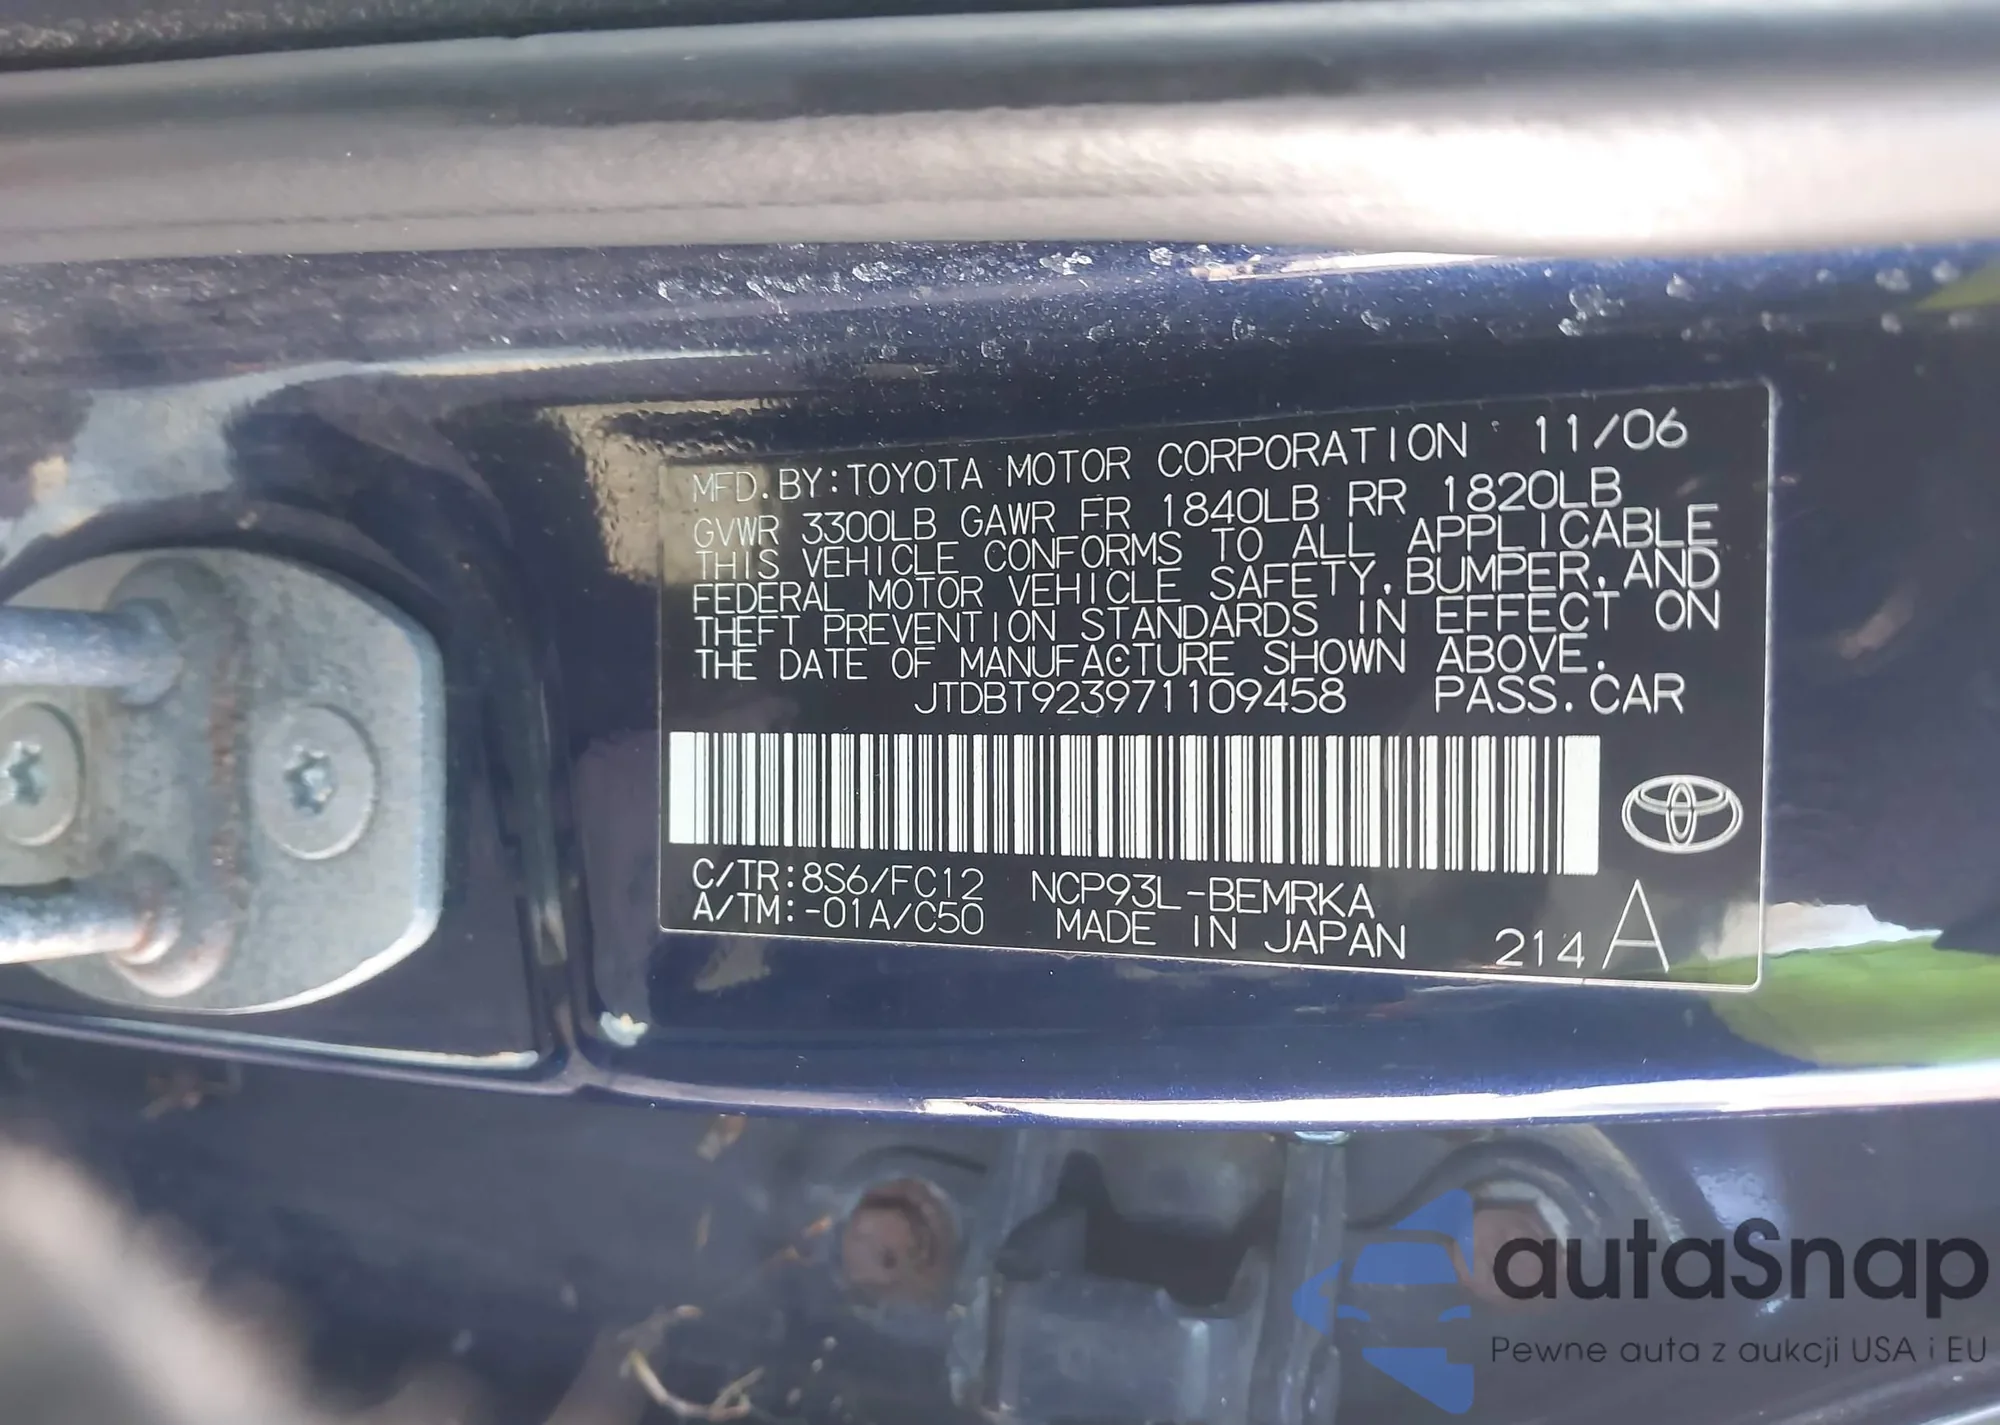 MFD.BY:TOYOTA MOTOR CORPORATION 11/06
GVWR 3300LB GAWR FR 1840LB RR 1820LB
THIS VEHICLE CONFORMS TO ALL APPLICABLE
FEDERAL MOTOR VEHICLE SAFETY,BUMPER,AND
THEFT PREVENTION STANDARDS IN EFFECT ON
THE DATE OF MANUFACTURE SHOWN ABOVE.
JTDBT923971109458 PASS.CAR
C/TR:8S6/FC12 NCP93L-BEMRKA
A/TM:-01A/C50 MADE IN JAPAN 214 A
autaSnap
Pewne auta z aukcji USA i EU